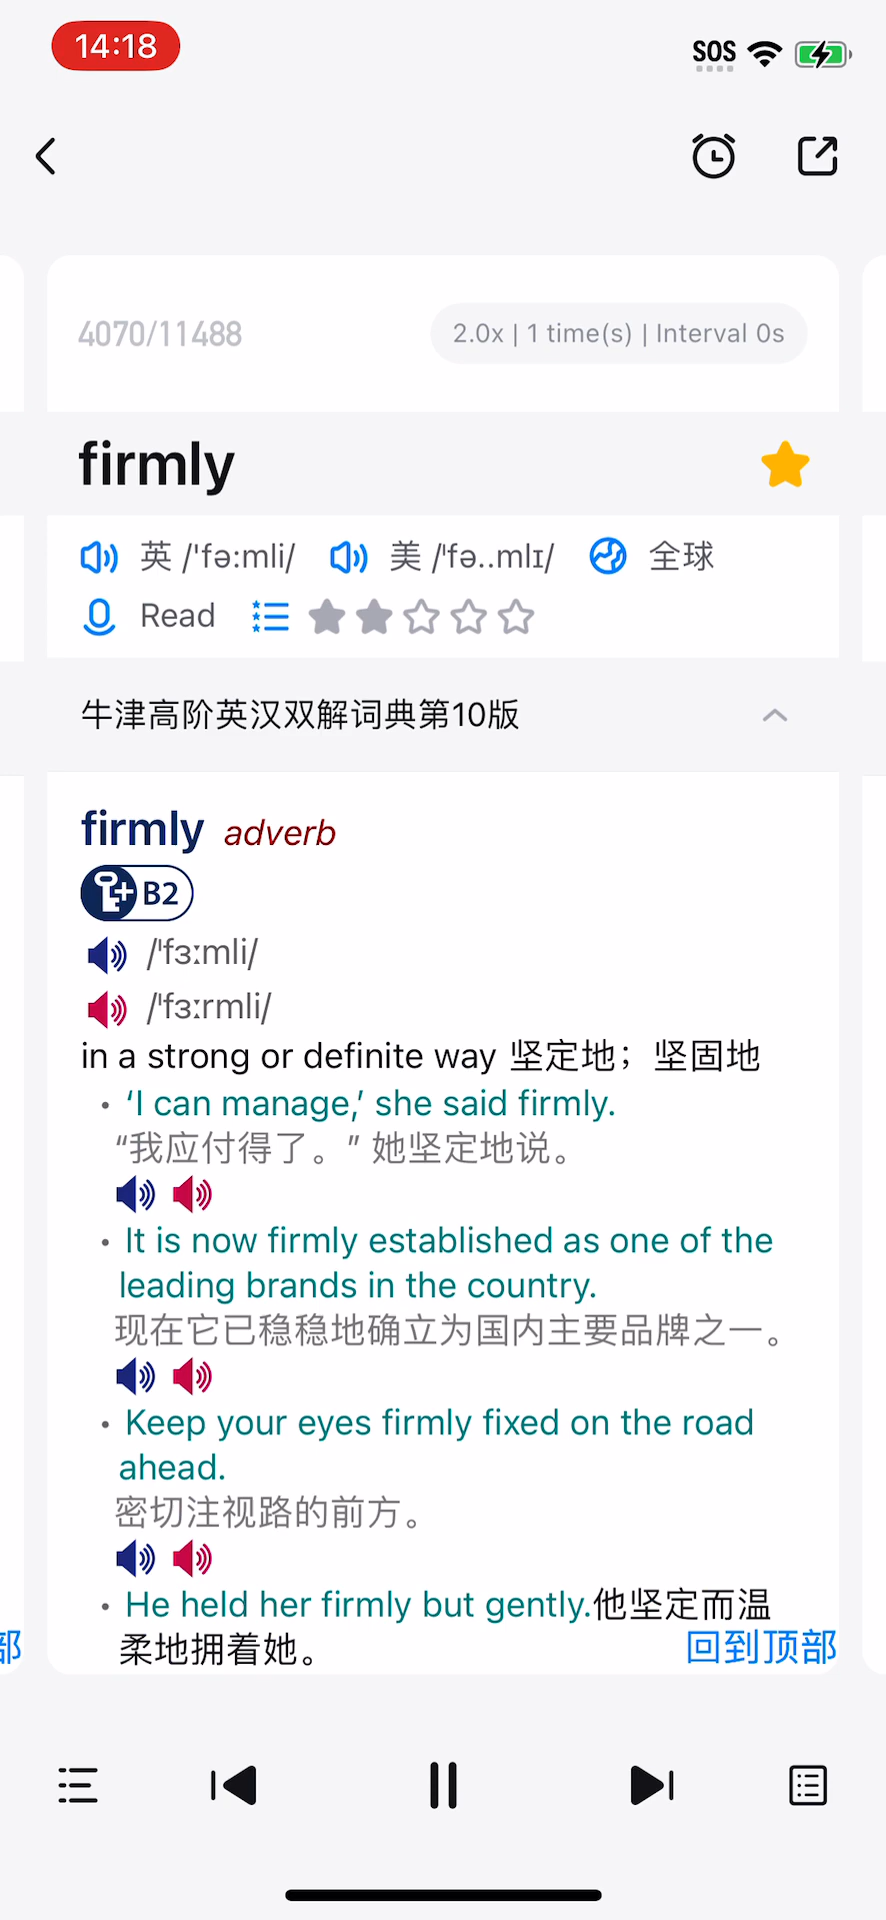 14:18
SOS
4070/11488
2.0x | 1 time(s) | Interval 0s
firmly
英 /'fə:mli/ 美 /'fə..mlɪ/ 全球
Read
牛津高阶英汉双解词典第10版
firmly adverb
B2
/ˈfɜːmli/
/ˈfɜːrmli/
in a strong or definite way 坚定地；坚固地
• ‘I can manage,’ she said firmly.
“我应付得了。” 她坚定地说。
• It is now firmly established as one of the
leading brands in the country.
现在它已稳稳地确立为国内主要品牌之一。
• Keep your eyes firmly fixed on the road
ahead.
密切注视路的前方。
• He held her firmly but gently.他坚定而温
柔地拥着她。
部
回到顶部